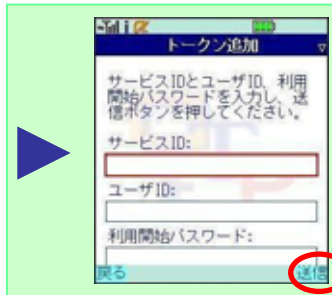 トークン追加
サービスIDとユーザID、利用
開始パスワードを入力し、送
信ボタンを押してください。
サービスID:
ユーザID:
利用開始パスワード:
戻る
送信